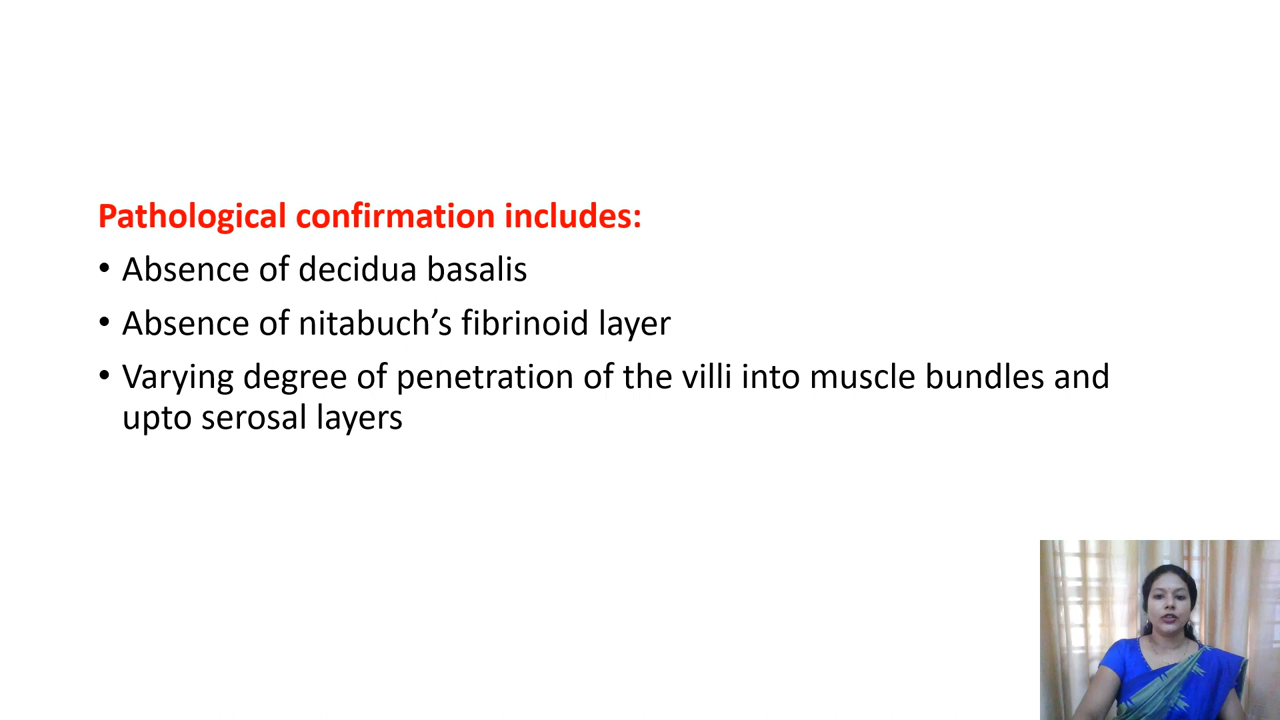 Pathological confirmation includes:
• Absence of decidua basalis
• Absence of nitabuch’s fibrinoid layer
• Varying degree of penetration of the villi into muscle bundles and
upto serosal layers